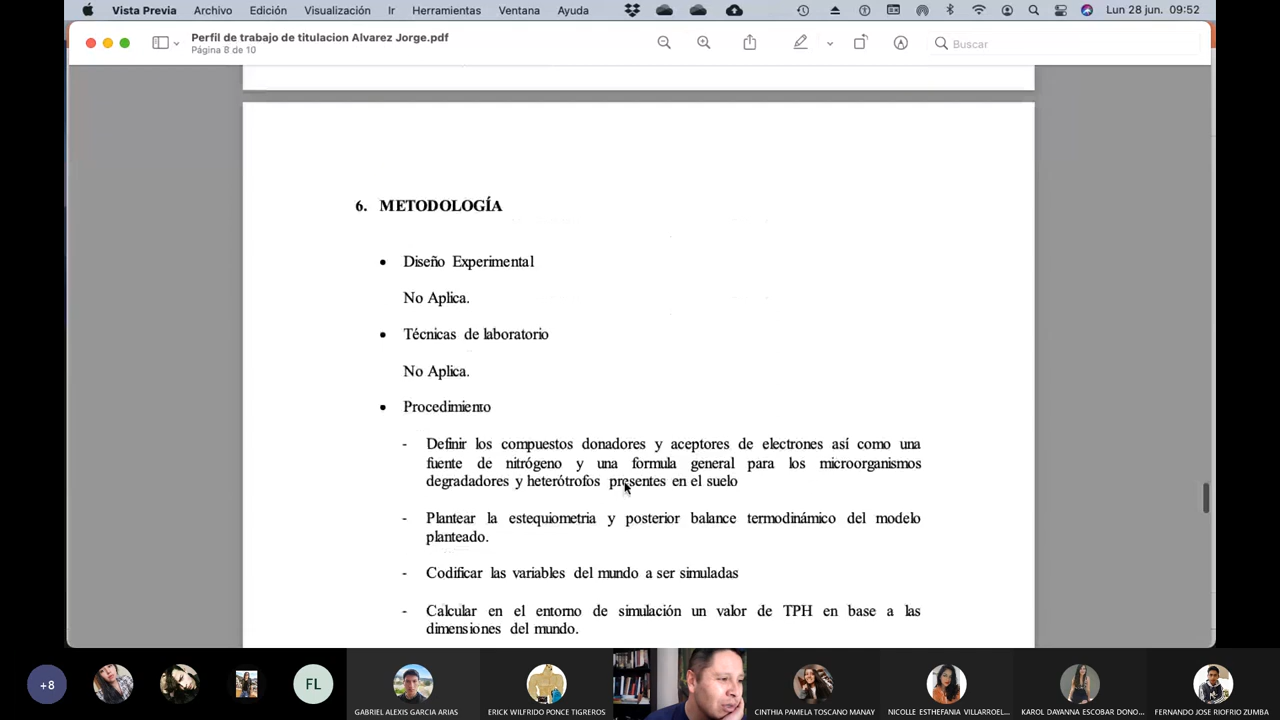 Vista Previa Archivo Edición Visualización Ir Herramientas Ventana Ayuda Lun 28 jun. 09:52
Perfil de trabajo de titulacion Alvarez Jorge.pdf
Página 8 de 10
Buscar
6. METODOLOGÍA
• Diseño Experimental
No Aplica.
• Técnicas de laboratorio
No Aplica.
• Procedimiento
- Definir los compuestos donadores y aceptores de electrones así como una
fuente de nitrógeno y una formula general para los microorganismos
degradadores y heterótrofos presentes en el suelo
- Plantear la estequiometria y posterior balance termodinámico del modelo
planteado.
- Codificar las variables del mundo a ser simuladas
- Calcular en el entorno de simulación un valor de TPH en base a las
dimensiones del mundo.
+8
FL
GABRIEL ALEXIS GARCIA ARIAS
ERICK WILFRIDO PONCE TIGREROS
CINTHIA PAMELA TOSCANO MANAY
NICOLLE ESTHEFANIA VILLARROEL...
KAROL DAYANNA ESCOBAR DONO...
FERNANDO JOSE RIOFRIO ZUMBA